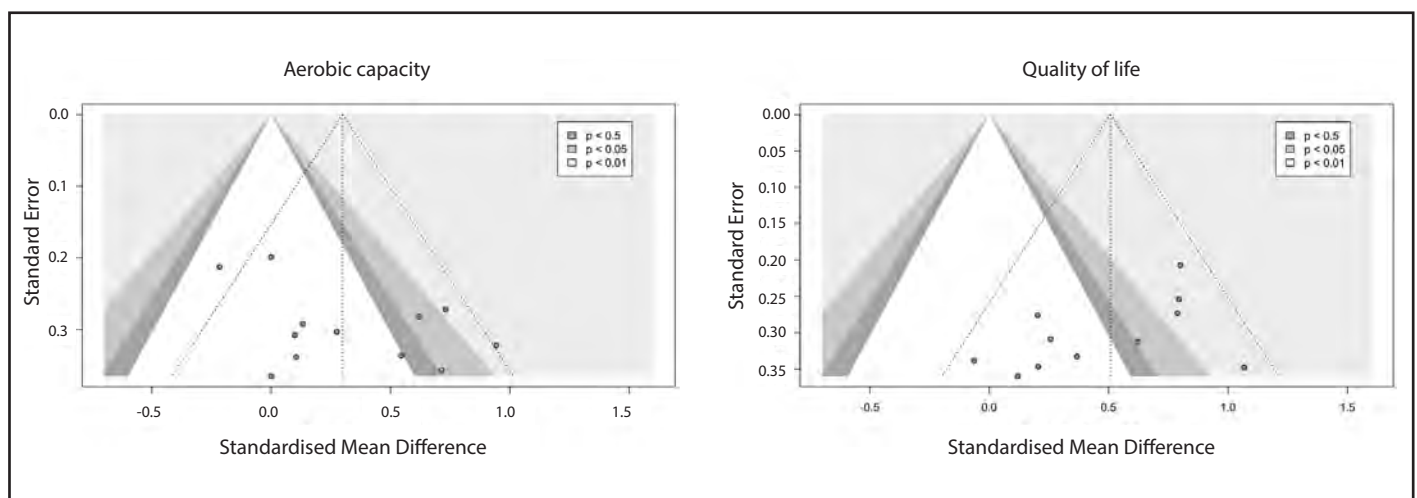 Aerobic capacity
0.0
0.1
0.2
0.3
Standard Error
p < 0.5
p < 0.05
p < 0.01
-0.5
0.0
0.5
1.0
1.5
Standardised Mean Difference
Quality of life
0.00
0.05
0.10
0.15
0.20
0.25
0.30
0.35
Standard Error
p < 0.5
p < 0.05
p < 0.01
-0.5
0.0
0.5
1.0
1.5
Standardised Mean Difference